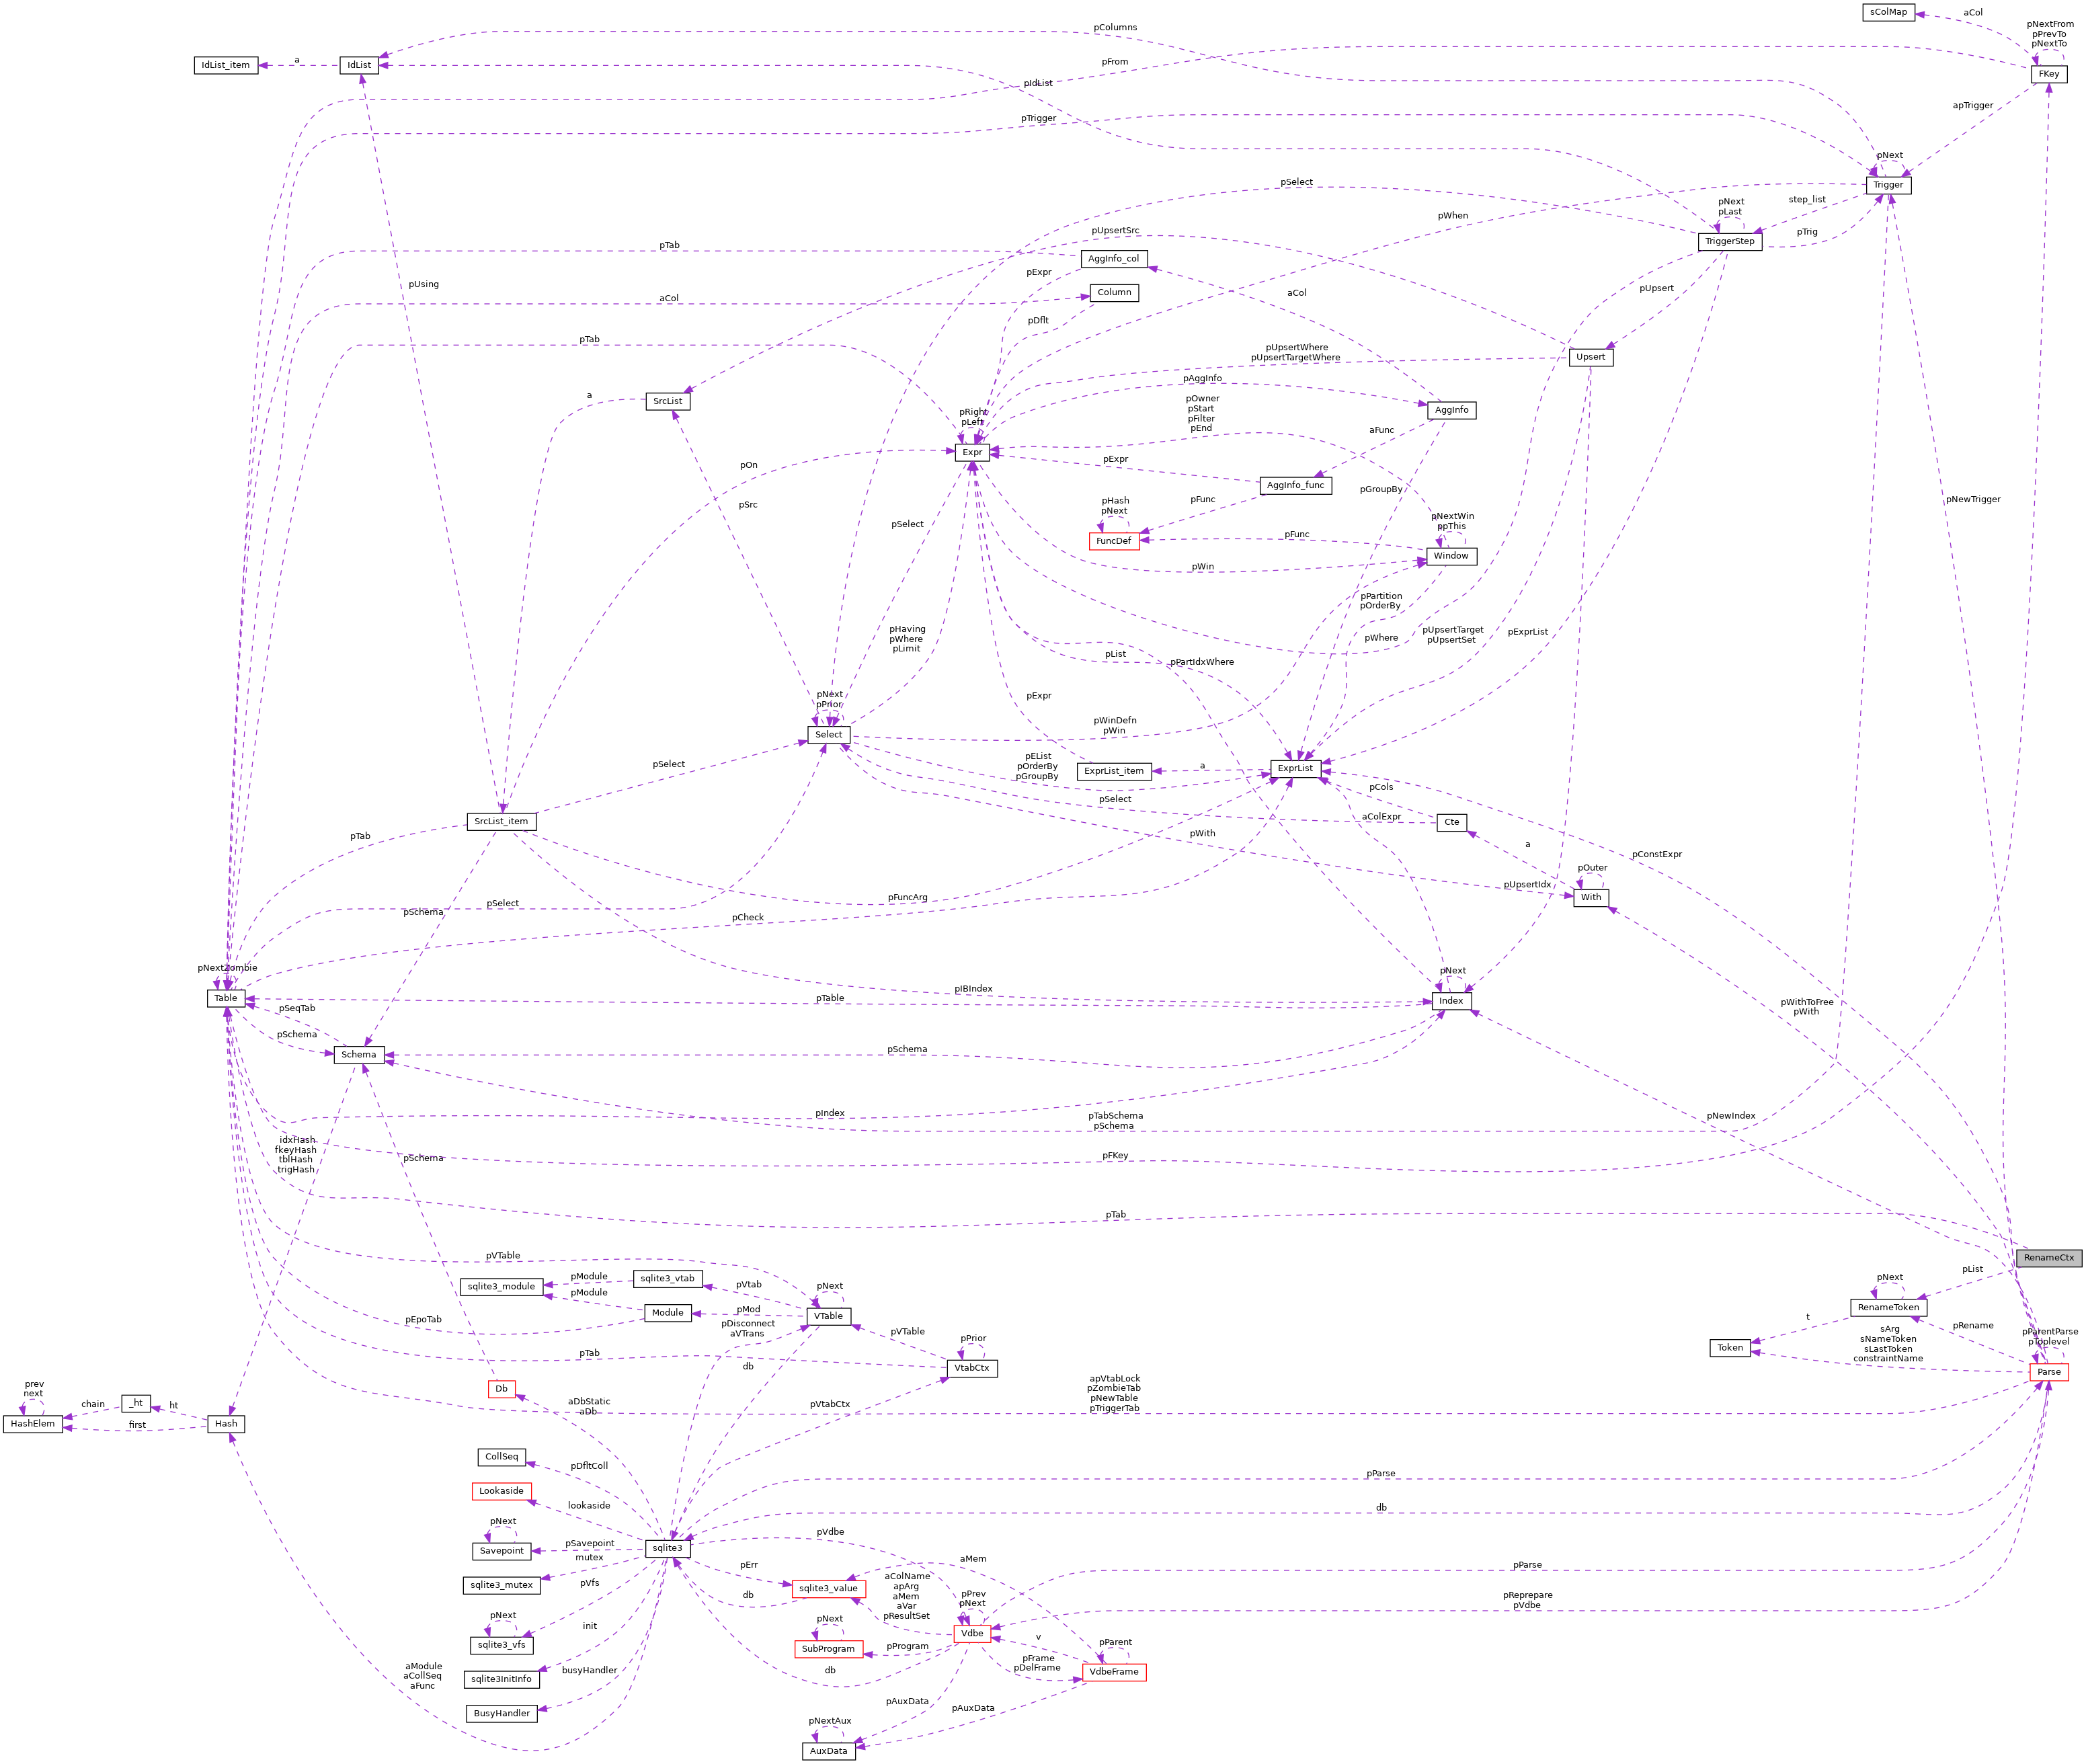 sColMap
aCol
pNextFrom
pPrevTo
pNextTo
pColumns
IdList_item
a
IdList
pFrom
FKey
pIdList
apTrigger
pTrigger
pNext
Trigger
pSelect
step_list
pNext
pLast
pWhen
pUpsertSrc
pTrig
TriggerStep
pTab
AggInfo_col
pExpr
pUsing
pUpsert
aCol
Column
aCol
pDflt
pTab
pUpsertWhere
pUpsertTargetWhere
Upsert
pAggInfo
a
SrcList
pOwner
pStart
pFilter
pEnd
AggInfo
pRight
pLeft
aFunc
Expr
pExpr
pOn
AggInfo_func
pGroupBy
pSrc
pHash
pNext
pFunc
pNewTrigger
pSelect
pNextWin
ppThis
FuncDef
pFunc
Window
pWin
pPartition
pOrderBy
pHaving
pWhere
pLimit
pUpsertTarget
pUpsertSet
pExprList
pWhere
pList
pPartIdxWhere
pNext
pPrior
pExpr
pWinDefn
pWin
Select
pSelect
pEList
pOrderBy
pGroupBy
ExprList_item
a
ExprList
pCols
pSelect
SrcList_item
aColExpr
Cte
pTab
pWith
a
pConstExpr
pOuter
pUpsertIdx
With
pFuncArg
pSelect
pSchema
pCheck
pNextZombie
pNext
Table
pIBIndex
pTable
Index
pWithToFree
pWith
pSeqTab
pSchema
Schema
pSchema
pIndex
pTabSchema
pSchema
pNewIndex
idxHash
fkeyHash
tblHash
trigHash
pSchema
pFKey
pTab
pVTable
RenameCtx
sqlite3_module
pModule
sqlite3_vtab
pVtab
pNext
pList
pNext
pModule
Module
pMod
VTable
RenameToken
pEpoTab
pDisconnect
aVTrans
t
pVTable
pRename
sArg
sNameToken
sLastToken
constraintName
pParentParse
pToplevel
pTab
db
pPrior
VtabCtx
Token
Parse
prev
next
Db
apVtabLock
pZombieTab
pNewTable
pTriggerTab
chain
_ht
ht
aDbStatic
aDb
pVtabCtx
HashElem
first
Hash
CollSeq
pDfltColl
pParse
Lookaside
lookaside
db
pNext
Savepoint
pSavepoint
sqlite3
pVdbe
mutex
pErr
aMem
pParse
sqlite3_mutex
pVfs
db
sqlite3_value
aColName
apArg
aMem
aVar
pResultSet
pPrev
pNext
pReprepare
pVdbe
pNext
init
pNext
Vdbe
sqlite3_vfs
SubProgram
pProgram
v
pParent
aModule
aCollSeq
aFunc
busyHandler
db
pFrame
pDelFrame
VdbeFrame
sqlite3InitInfo
pAuxData
pAuxData
BusyHandler
pNextAux
AuxData